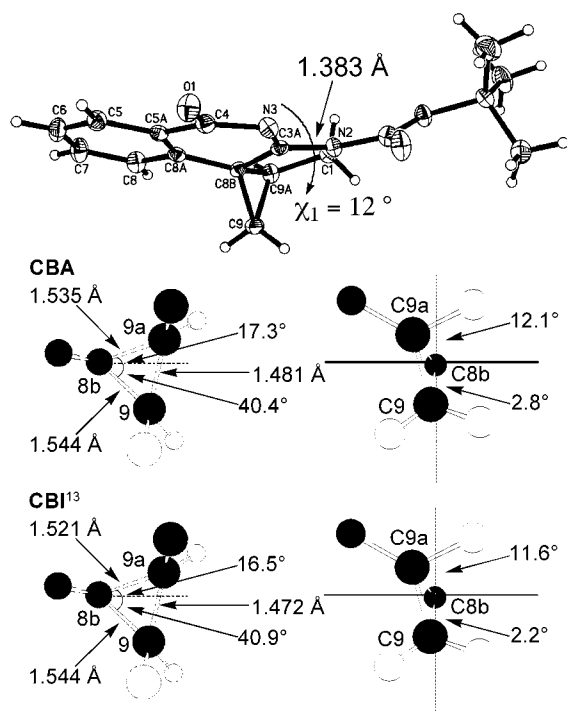 1.383 Å
O1
C6
C5
C5A
C4
N3
C3A
N2
C7
C8
C8A
C8B
C9A
C1
C9
χ₁ = 12 °
CBA
1.535 Å
9a
17.3°
8b
1.481 Å
9
40.4°
1.544 Å
C9a
12.1°
C8b
C9
2.8°
CBI¹³
1.521 Å
9a
16.5°
8b
1.472 Å
9
40.9°
1.544 Å
C9a
11.6°
C8b
C9
2.2°